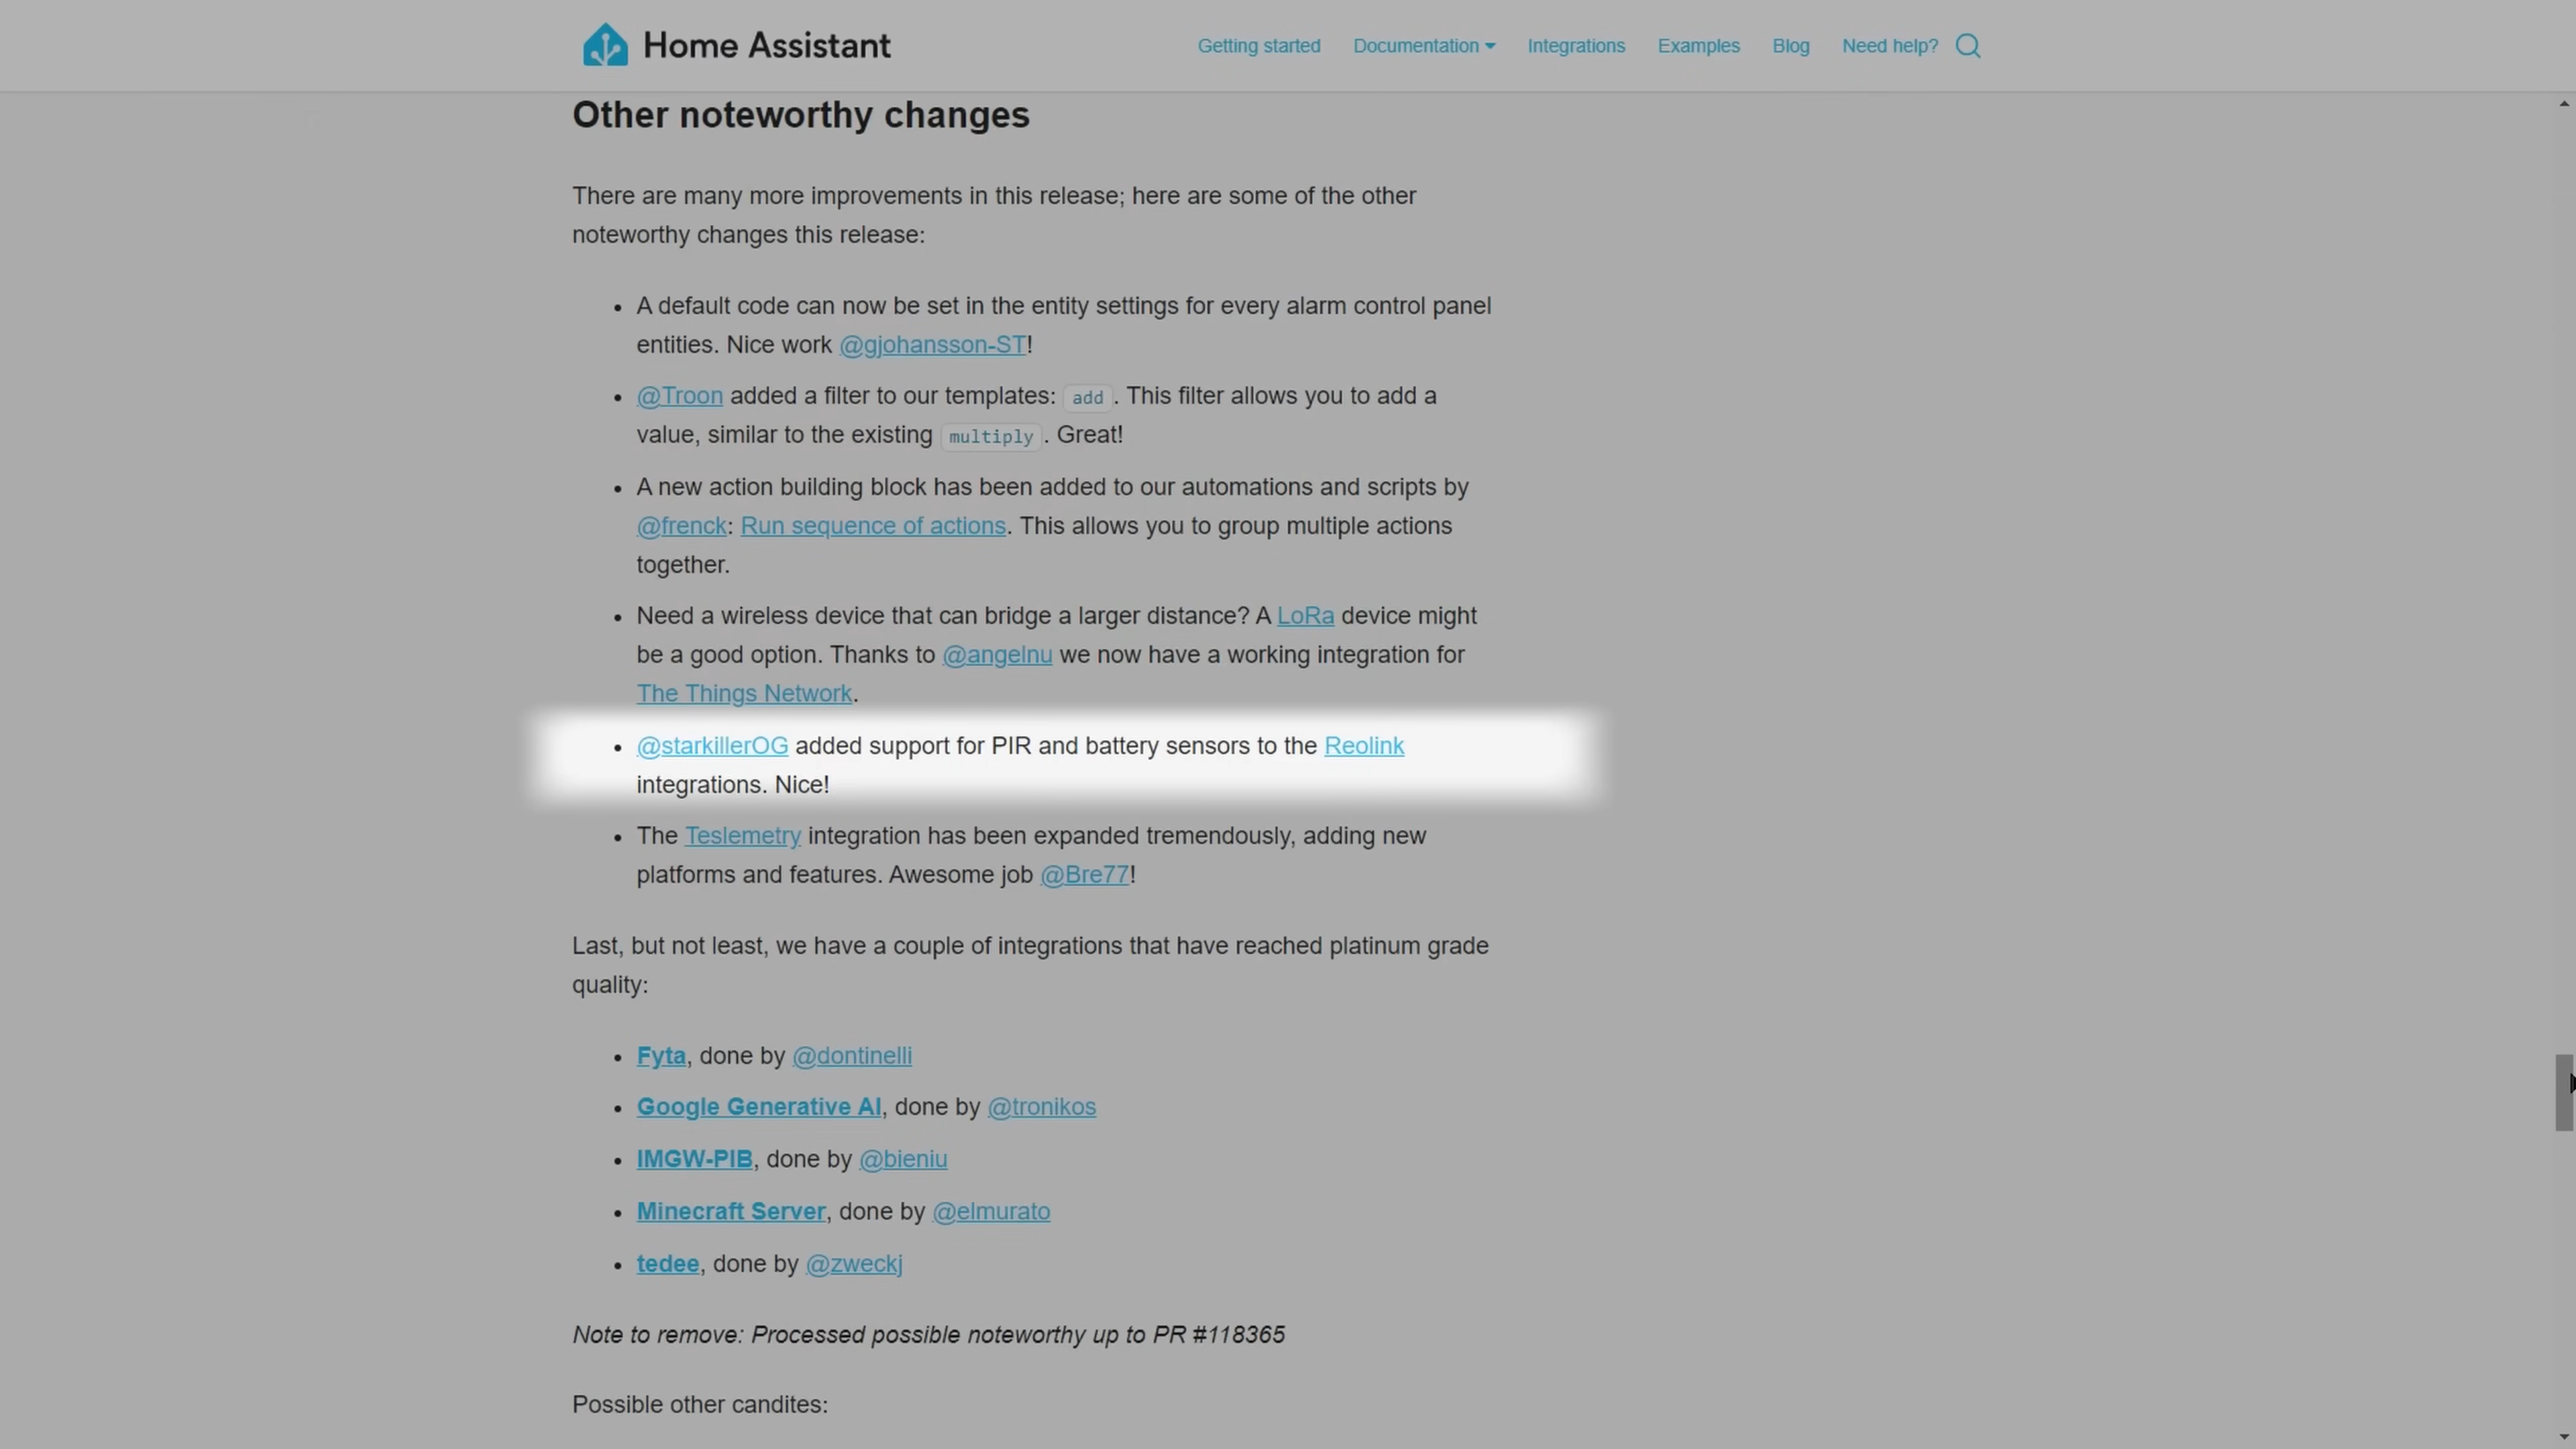 Home Assistant
Getting started Documentation Integrations Examples Blog Need help?
Other noteworthy changes
There are many more improvements in this release; here are some of the other
noteworthy changes this release:
• A default code can now be set in the entity settings for every alarm control panel
entities. Nice work @gjohansson-ST!
• @Troon added a filter to our templates: add. This filter allows you to add a
value, similar to the existing multiply. Great!
• A new action building block has been added to our automations and scripts by
@frenck: Run sequence of actions. This allows you to group multiple actions
together.
• Need a wireless device that can bridge a larger distance? A LoRa device might
be a good option. Thanks to @angelnu we now have a working integration for
The Things Network.
• @starkillerOG added support for PIR and battery sensors to the Reolink
integrations. Nice!
• The Teslemetry integration has been expanded tremendously, adding new
platforms and features. Awesome job @Bre77!
Last, but not least, we have a couple of integrations that have reached platinum grade
quality:
• Fyta, done by @dontinelli
• Google Generative AI, done by @tronikos
• IMGW-PIB, done by @bieniu
• Minecraft Server, done by @elmurato
• tedee, done by @zweckj
Note to remove: Processed possible noteworthy up to PR #118365
Possible other candites: